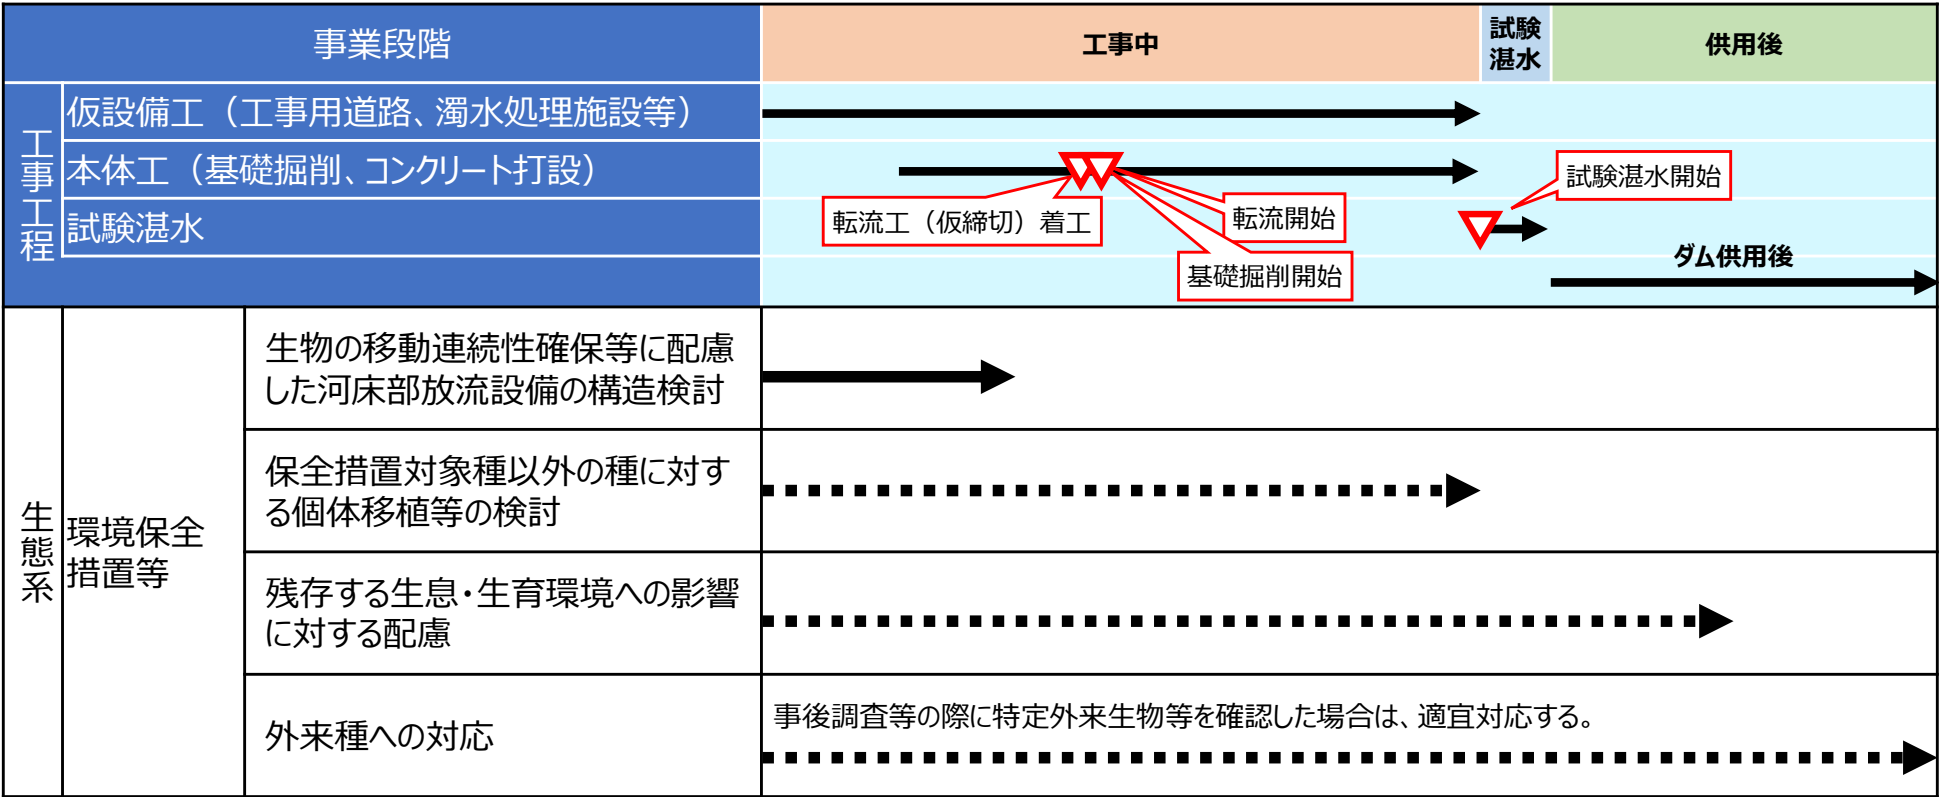 事業段階
工事中
試験
湛水
供用後
工事工程
仮設備工（工事用道路、濁水処理施設等）
本体工（基礎掘削、コンクリート打設）
試験湛水
転流工（仮締切）着工
転流開始
基礎掘削開始
試験湛水開始
ダム供用後
生態系
環境保全
措置等
生物の移動連続性確保等に配慮
した河床部放流設備の構造検討
保全措置対象種以外の種に対す
る個体移植等の検討
残存する生息・生育環境への影響
に対する配慮
外来種への対応
事後調査等の際に特定外来生物等を確認した場合は、適宜対応する。